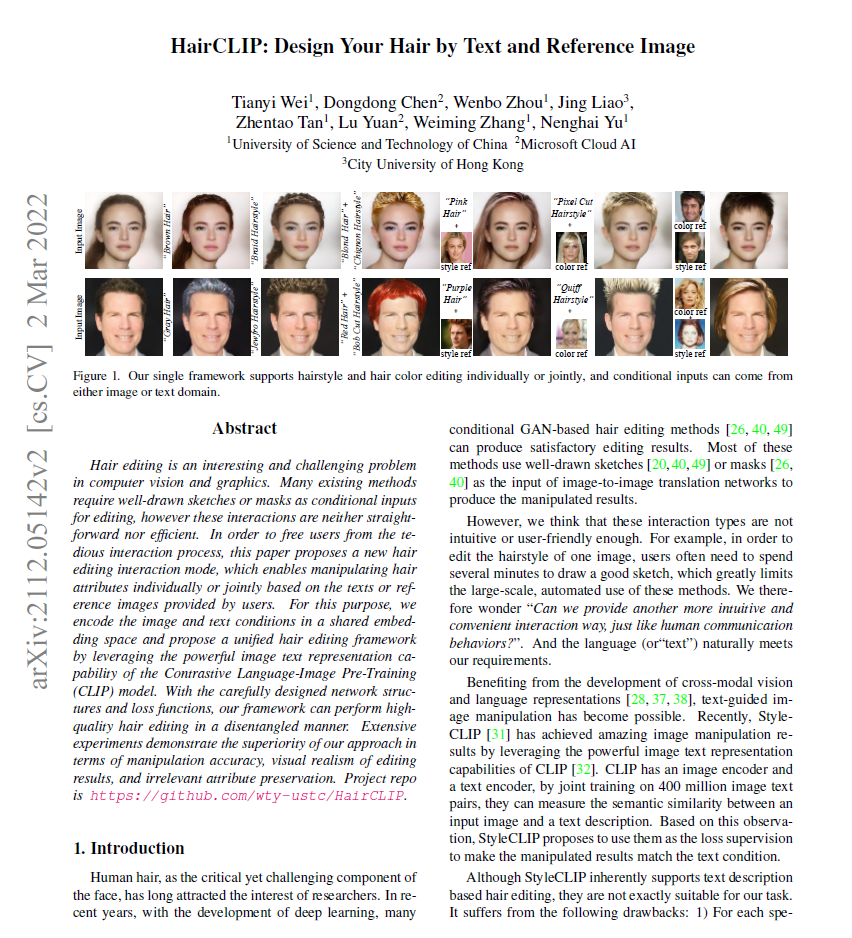 HairCLIP: Design Your Hair by Text and Reference Image
Tianyi Wei1, Dongdong Chen2, Wenbo Zhou1, Jing Liao3,
Zhentao Tan1, Lu Yuan2, Weiming Zhang1, Nenghai Yu1
1University of Science and Technology of China 2Microsoft Cloud AI
3City University of Hong Kong
arXiv:2112.05142v2 [cs.CV] 2 Mar 2022
Input Image
"Brown Hair"
"Braid Hairstyle"
"Blond Hair" +
"Chignon Hairstyle"
"Pink
Hair"
+
style ref
"Pixel Cut
Hairstyle"
+
color ref
color ref
+
style ref
Input Image
"Gray Hair"
"Jewfro Hairstyle"
"Red Hair" +
"Bob Cut Hairstyle"
"Purple
Hair"
+
style ref
"Quiff
Hairstyle"
+
color ref
color ref
+
style ref
Figure 1. Our single framework supports hairstyle and hair color editing individually or jointly, and conditional inputs can come from
either image or text domain.
Abstract
Hair editing is an interesting and challenging problem
in computer vision and graphics. Many existing methods
require well-drawn sketches or masks as conditional inputs
for editing, however these interactions are neither straight-
forward nor efficient. In order to free users from the te-
dious interaction process, this paper proposes a new hair
editing interaction mode, which enables manipulating hair
attributes individually or jointly based on the texts or ref-
erence images provided by users. For this purpose, we
encode the image and text conditions in a shared embed-
ding space and propose a unified hair editing framework
by leveraging the powerful image text representation ca-
pability of the Contrastive Language-Image Pre-Training
(CLIP) model. With the carefully designed network struc-
tures and loss functions, our framework can perform high-
quality hair editing in a disentangled manner. Extensive
experiments demonstrate the superiority of our approach in
terms of manipulation accuracy, visual realism of editing
results, and irrelevant attribute preservation. Project repo
is https://github.com/wty-ustc/HairCLIP.
1. Introduction
Human hair, as the critical yet challenging component of
the face, has long attracted the interest of researchers. In re-
cent years, with the development of deep learning, many
conditional GAN-based hair editing methods [26, 40, 49]
can produce satisfactory editing results. Most of these
methods use well-drawn sketches [20, 40, 49] or masks [26,
40] as the input of image-to-image translation networks to
produce the manipulated results.
However, we think that these interaction types are not
intuitive or user-friendly enough. For example, in order to
edit the hairstyle of one image, users often need to spend
several minutes to draw a good sketch, which greatly limits
the large-scale, automated use of these methods. We there-
fore wonder “Can we provide another more intuitive and
convenient interaction way, just like human communication
behaviors?”. And the language (or“text”) naturally meets
our requirements.
Benefiting from the development of cross-modal vision
and language representations [28, 37, 38], text-guided im-
age manipulation has become possible. Recently, Style-
CLIP [31] has achieved amazing image manipulation re-
sults by leveraging the powerful image text representation
capabilities of CLIP [32]. CLIP has an image encoder and
a text encoder, by joint training on 400 million image text
pairs, they can measure the semantic similarity between an
input image and a text description. Based on this observa-
tion, StyleCLIP proposes to use them as the loss supervision
to make the manipulated results match the text condition.
Although StyleCLIP inherently supports text description
based hair editing, they are not exactly suitable for our task.
It suffers from the following drawbacks: 1) For each spe-